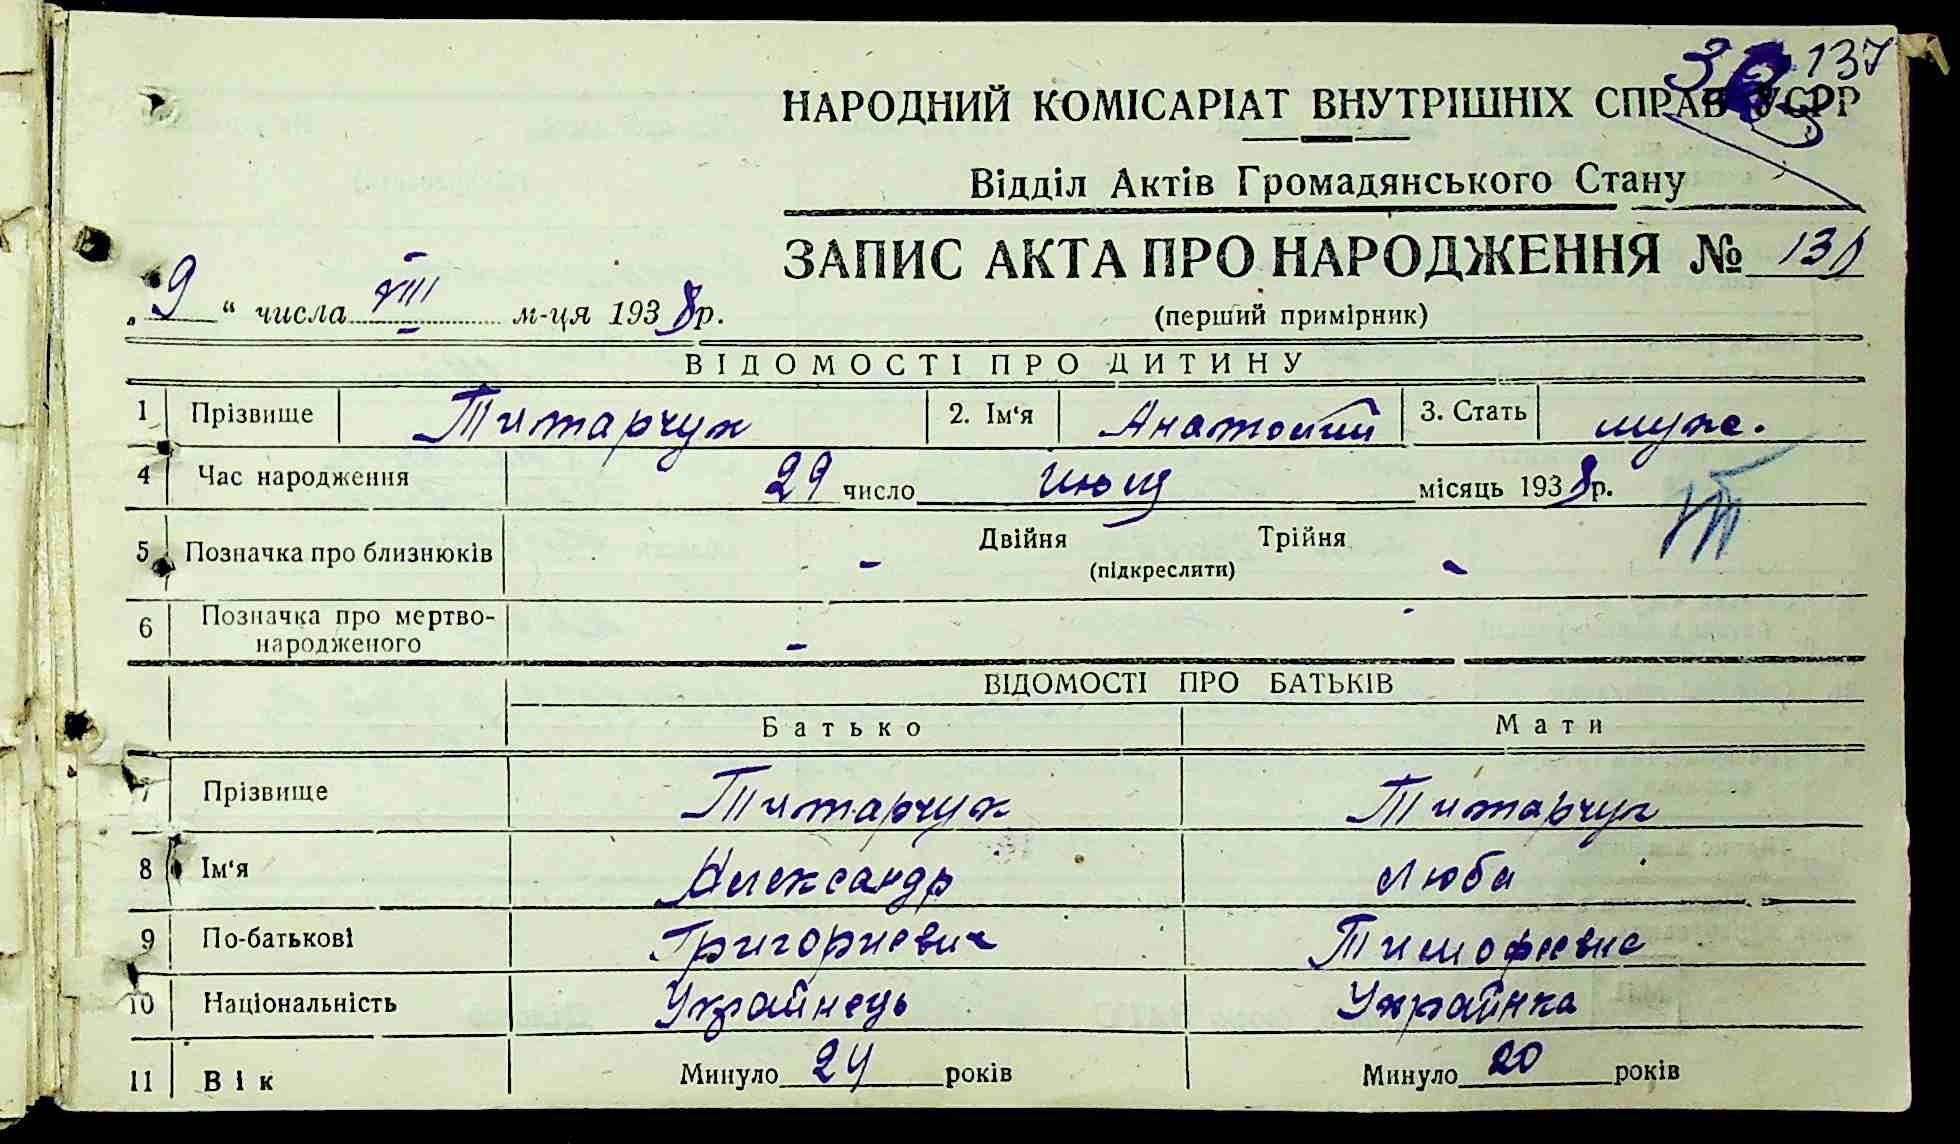 137
НАРОДНИЙ КОМІСАРІАТ ВНУТРІШНІХ СПРАВ УСРР
Відділ Актів Громадянського Стану
ЗАПИС АКТА ПРО НАРОДЖЕННЯ №
„9“ числа VIII м-ця 1938 р.
(перший примірник)
ВІДОМОСТІ ПРО ДИТИНУ
1 Прізвище Титарчук 2. Ім‘я Анатолий 3. Стать муж.
4 Час народження 29 число июля місяць 1938 р.
5 Позначка про близнюків - Двійня Трійня -
(підкреслити)
6 Позначка про мертво-
народженого -
ВІДОМОСТІ ПРО БАТЬКІВ
Батько Мати
7 Прізвище Титарчук Титарчук
8 Ім‘я Александр Люба
9 По-батькові Григориевич Тимофиевна
10 Національність Украйнець Украйнка
11 Вік Минуло 24 років Минуло 20 років